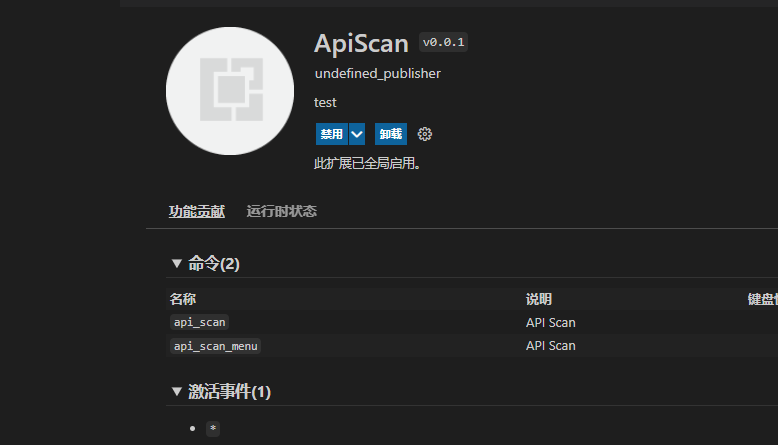 ApiScan v0.0.1
undefined_publisher
test
禁用 卸载
此扩展已全局启用。
功能贡献 运行时状态
命令(2)
名称 说明 键盘
api_scan API Scan
api_scan_menu API Scan
激活事件(1)
*